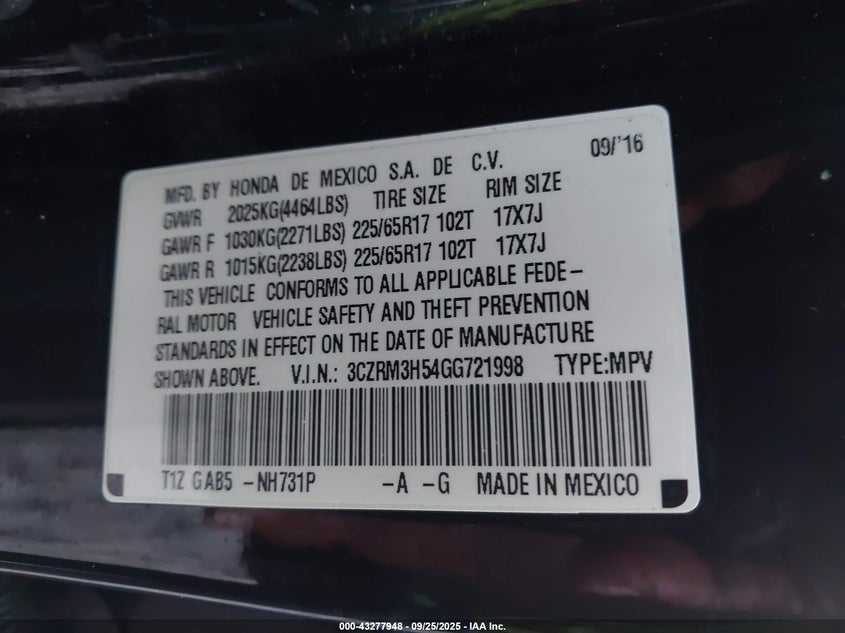 MFD. BY HONDA DE MEXICO S.A. DE C.V. 09/'16
GVWR 2025KG(4464LBS) TIRE SIZE RIM SIZE
GAWR F 1030KG(2271LBS) 225/65R17 102T 17X7J
GAWR R 1015KG(2238LBS) 225/65R17 102T 17X7J
THIS VEHICLE CONFORMS TO ALL APPLICABLE FEDE-
RAL MOTOR VEHICLE SAFETY AND THEFT PREVENTION
STANDARDS IN EFFECT ON THE DATE OF MANUFACTURE
SHOWN ABOVE. V.I.N.: 3CZRM3H54GG721998 TYPE:MPV
T1Z GAB5 -NH731P -A -G MADE IN MEXICO
000-43277948 - 09/25/2025 - IAA Inc.